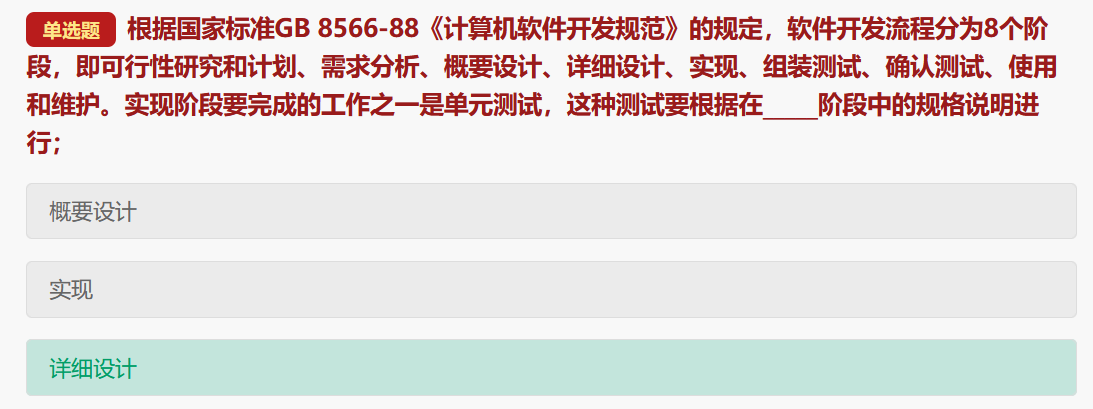 单选题 根据国家标准GB 8566-88《计算机软件开发规范》的规定，软件开发流程分为8个阶
段，即可行性研究和计划、需求分析、概要设计、详细设计、实现、组装测试、确认测试、使用
和维护。实现阶段要完成的工作之一是单元测试，这种测试要根据在_____阶段中的规格说明进
行；
概要设计
实现
详细设计